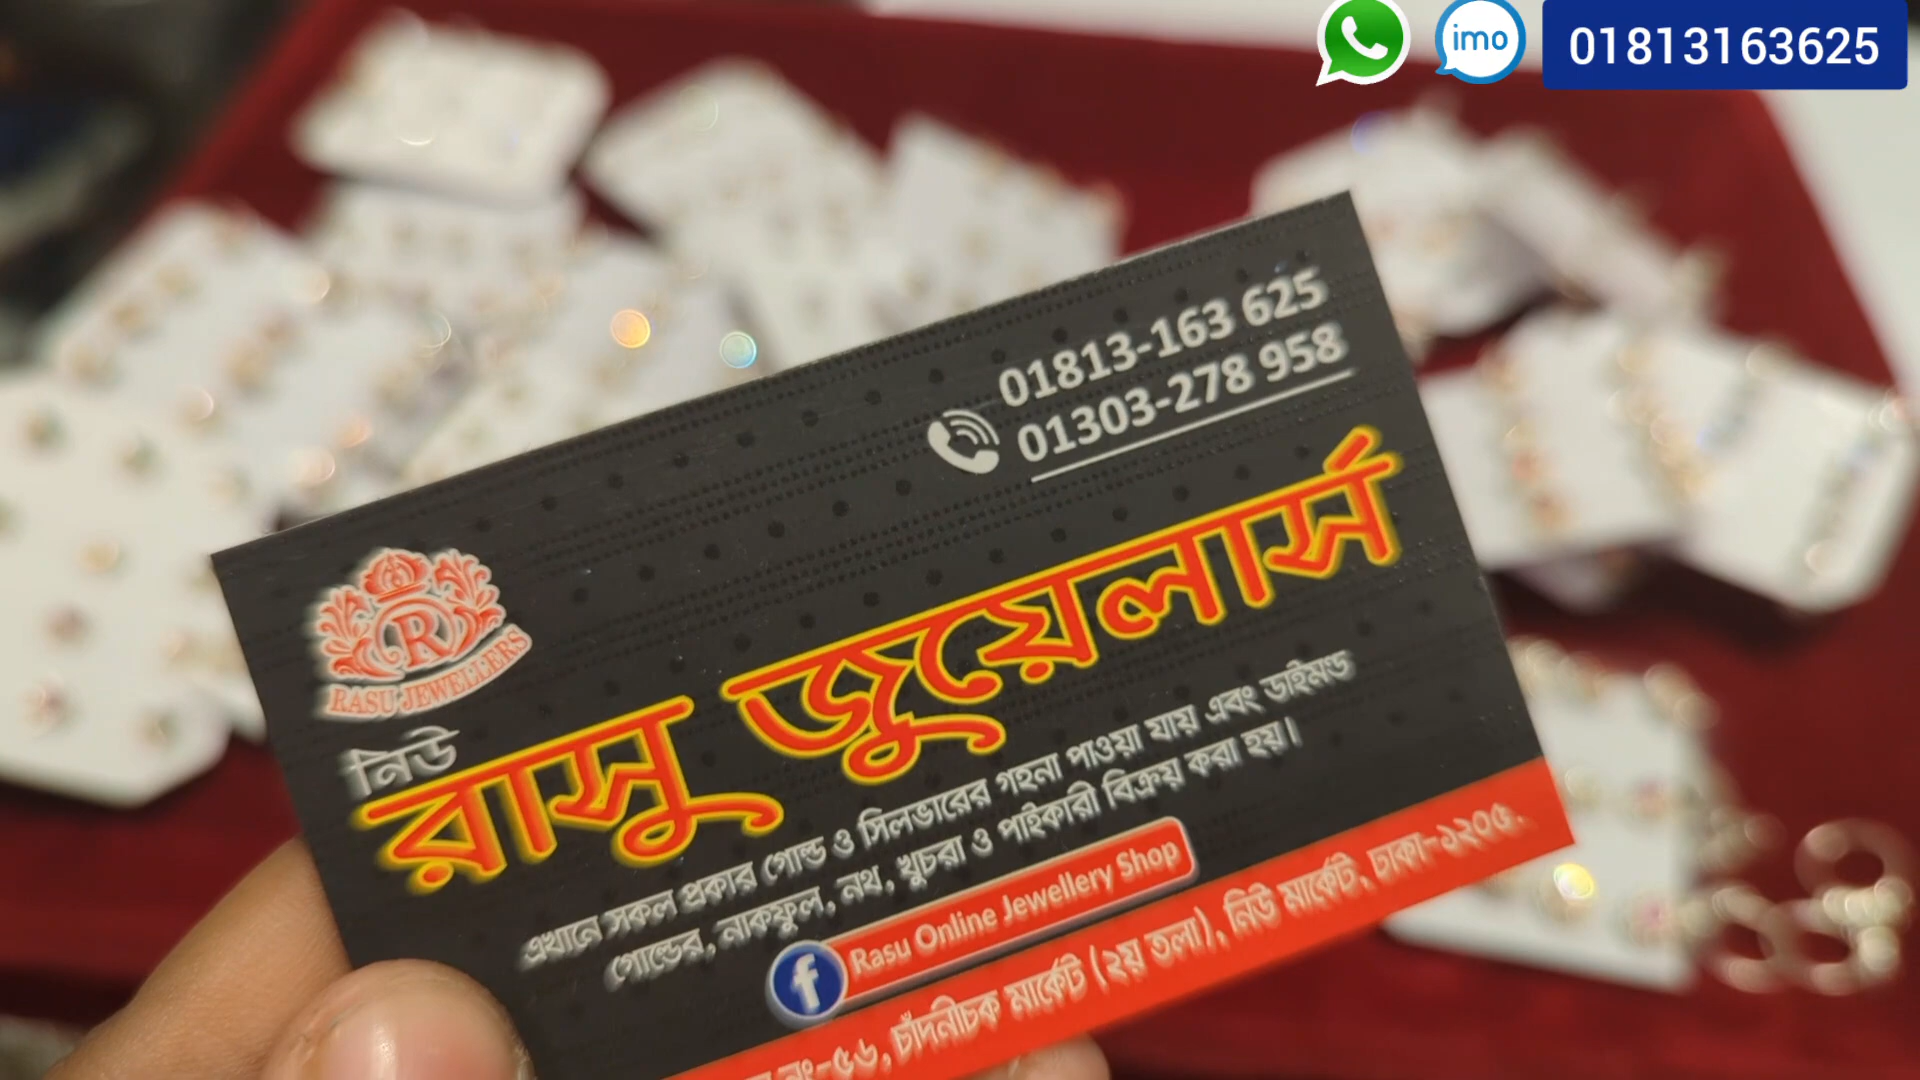 imo
01813163625
01813-163 625
01303-278 958
R
RASU JEWELLERS
নিউ
রাসু জুয়েলার্স
এখানে সকল প্রকার গোল্ড ও সিলভারের গহনা পাওয়া যায় এবং ডাইমন্ড
গোল্ডের, নাকফুল, নথ, খুচরা ও পাইকারী বিক্রয় করা হয়।
f Rasu Online Jewellery Shop
নং-৫৬, চাঁদনীচক মার্কেট (২য় তলা), নিউ মার্কেট, ঢাকা-১২০৫.